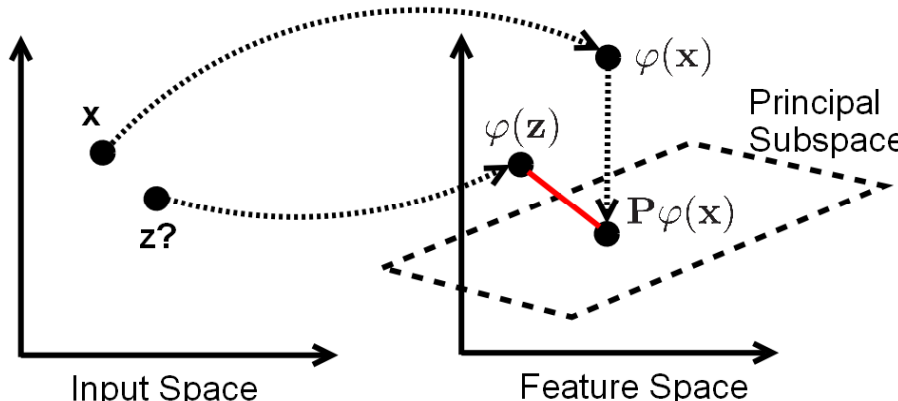 x
z?
Input Space
φ(x)
φ(z)
Pφ(x)
Principal
Subspace
Feature Space